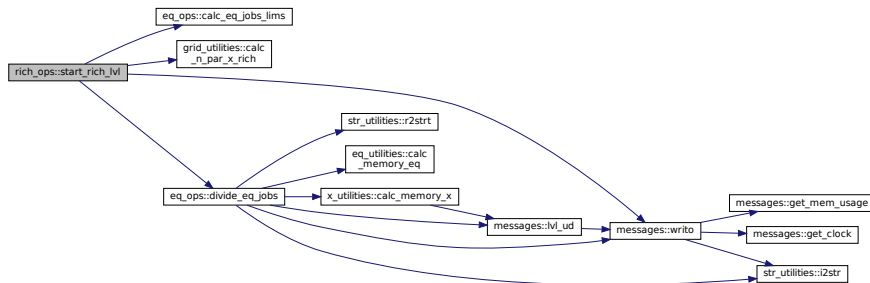 eq_ops::calc_eq_jobs_lims
grid_utilities::calc
_n_par_x_rich
rich_ops::start_rich_lvl
str_utilities::r2strt
eq_utilities::calc
_memory_eq
eq_ops::divide_eq_jobs
x_utilities::calc_memory_x
messages::lvl_ud
messages::writo
messages::get_mem_usage
messages::get_clock
str_utilities::i2str